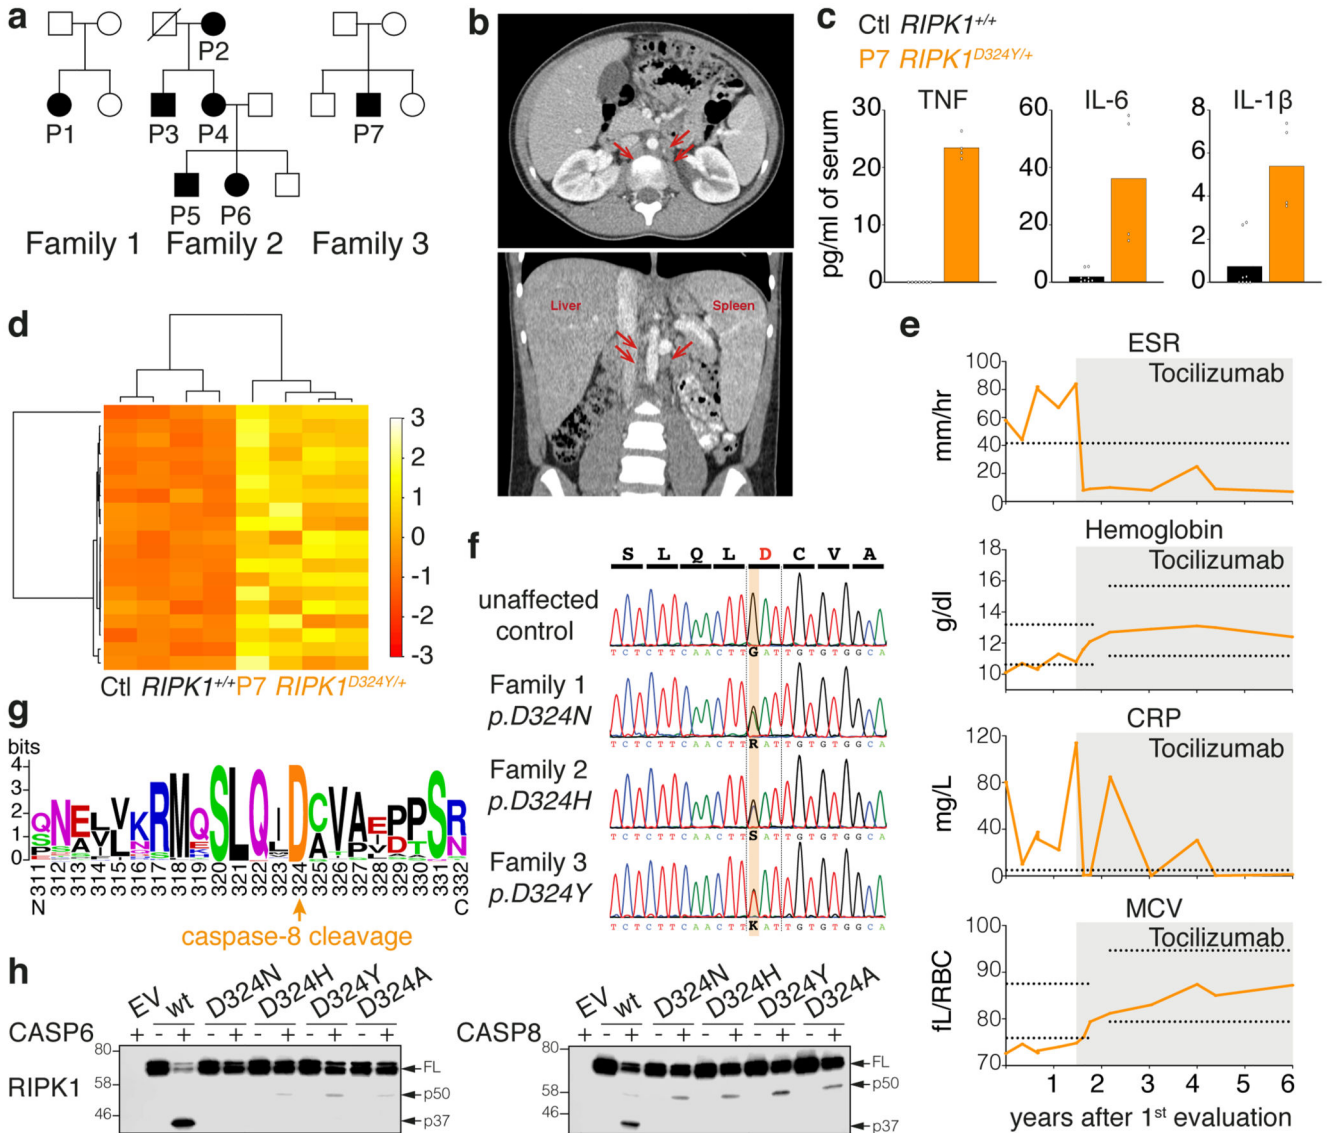 a
P2
P1
P3
P4
P7
P5
P6
Family 1
Family 2
Family 3
b
Liver
Spleen
c
Ctl RIPK1+/+
P7 RIPK1D324Y/+
TNF
IL-6
IL-1β
pg/ml of serum
30
20
10
0
60
40
20
0
8
6
4
2
0
d
3
2
1
0
-1
-2
-3
Ctl RIPK1+/+
P7 RIPK1D324Y/+
e
ESR
Tocilizumab
mm/hr
100
80
60
40
20
0
Hemoglobin
Tocilizumab
g/dl
18
16
14
12
10
CRP
Tocilizumab
mg/L
120
80
40
0
MCV
Tocilizumab
fL/RBC
100
90
80
70
1 2 3 4 5 6
years after 1st evaluation
f
S L Q L D C V A
unaffected
control
T C T C T T C A A C T T G A T T G T G T G G C A
Family 1
p.D324N
T C T C T T C A A C T T R A T T G T G T G G C A
Family 2
p.D324H
T C T C T T C A A C T T S A T T G T G T G G C A
Family 3
p.D324Y
T C T C T T C A A C T T K A T T G T G T G G C A
g
bits
4
3
2
1
0
311 312 313 314 315 316 317 318 319 320 321 322 323 324 325 326 327 328 329 330 331 332
N
C
caspase-8 cleavage
h
EV wt D324N D324H D324Y D324A
CASP6 + - + - + - + - + - +
RIPK1
80
58
46
FL
p50
p37
EV wt D324N D324H D324Y D324A
CASP8 + - + - + - + - + - +
80
58
46
FL
p50
p37